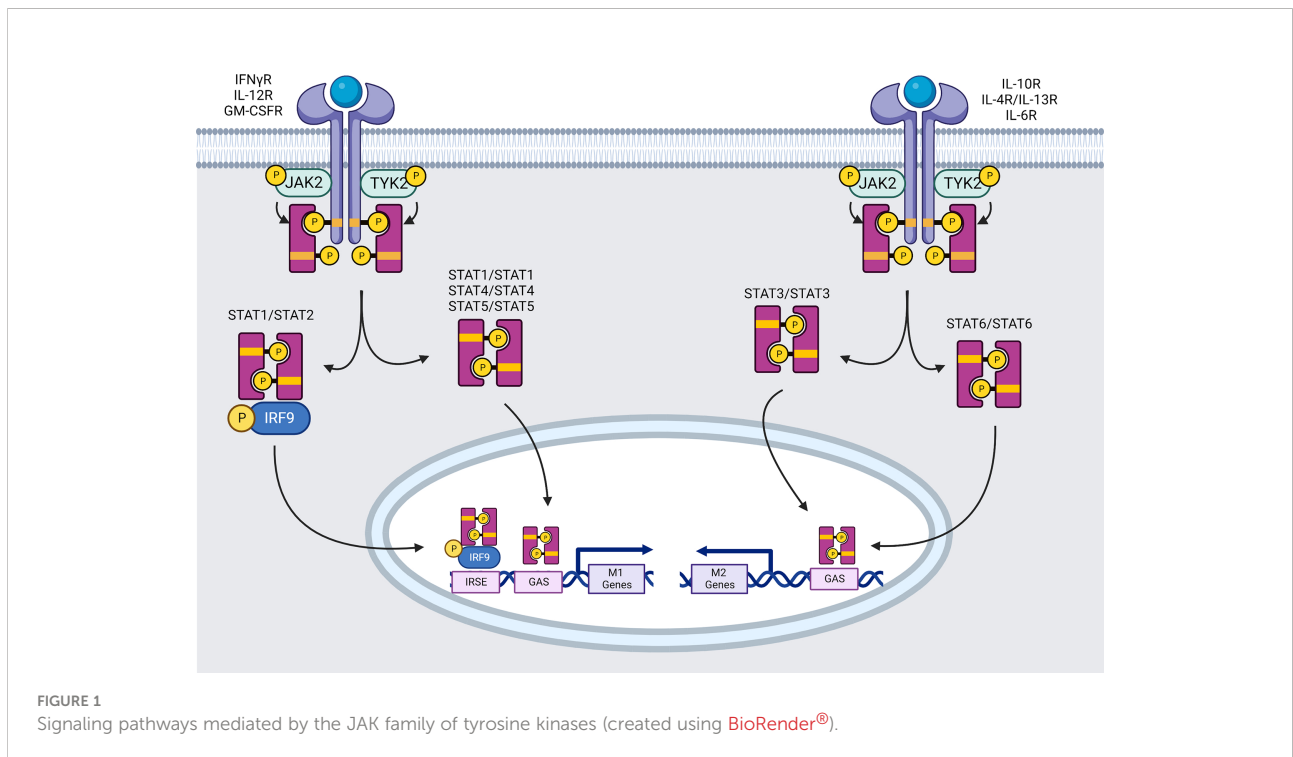 IFNγR
IL-12R
GM-CSFR
IL-10R
IL-4R/IL-13R
IL-6R
P
JAK2
TYK2
P
P
JAK2
TYK2
P
P
P
P
P
P
P
P
P
STAT1/STAT2
P
P
P
IRF9
STAT1/STAT1
STAT4/STAT4
STAT5/STAT5
P
P
STAT3/STAT3
P
P
STAT6/STAT6
P
P
P
P
P
IRF9
IRSE
P
P
GAS
M1
Genes
M2
Genes
P
P
GAS
FIGURE 1
Signaling pathways mediated by the JAK family of tyrosine kinases (created using BioRender®).